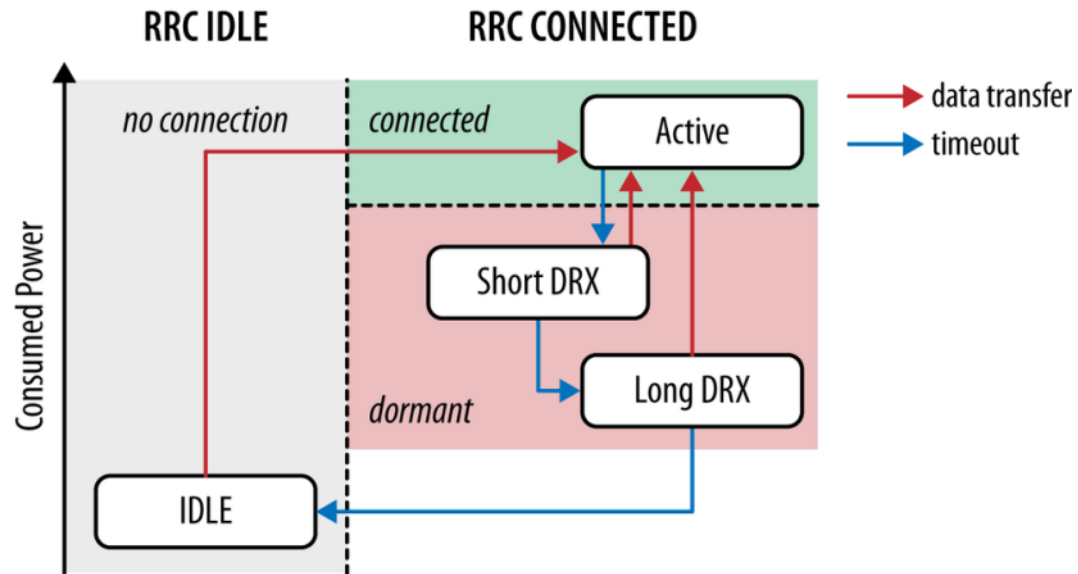 RRC IDLE
RRC CONNECTED
no connection
connected
Active
data transfer
timeout
Consumed Power
Short DRX
Long DRX
dormant
IDLE